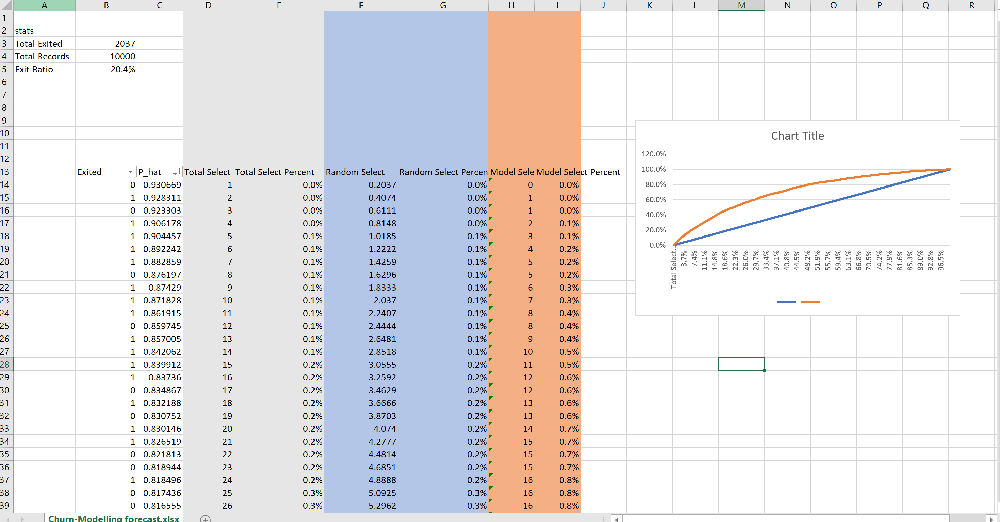 A B C D E F G H I J K L M N O P Q R
1
2 stats
3 Total Exited 2037
4 Total Records 10000
5 Exit Ratio 20.4%
6
7
8
9
10
11
12
13 Exited P_hat Total Select Total Select Percent Random Select Random Select Percen Model Sele Model Select Percent
14 0 0.930669 1 0.0% 0.2037 0.0% 0 0.0%
15 1 0.928311 2 0.0% 0.4074 0.0% 1 0.0%
16 0 0.923303 3 0.0% 0.6111 0.0% 1 0.0%
17 1 0.906178 4 0.0% 0.8148 0.0% 2 0.1%
18 1 0.904457 5 0.1% 1.0185 0.1% 3 0.1%
19 1 0.892242 6 0.1% 1.2222 0.1% 4 0.2%
20 1 0.882859 7 0.1% 1.4259 0.1% 5 0.2%
21 0 0.876197 8 0.1% 1.6296 0.1% 5 0.2%
22 1 0.87429 9 0.1% 1.8333 0.1% 6 0.3%
23 1 0.871828 10 0.1% 2.037 0.1% 7 0.3%
24 1 0.861915 11 0.1% 2.2407 0.1% 8 0.4%
25 0 0.859745 12 0.1% 2.4444 0.1% 8 0.4%
26 1 0.857005 13 0.1% 2.6481 0.1% 9 0.4%
27 1 0.842062 14 0.1% 2.8518 0.1% 10 0.5%
28 1 0.839912 15 0.2% 3.0555 0.2% 11 0.5%
29 1 0.83736 16 0.2% 3.2592 0.2% 12 0.6%
30 0 0.834867 17 0.2% 3.4629 0.2% 12 0.6%
31 1 0.832188 18 0.2% 3.6666 0.2% 13 0.6%
32 0 0.830752 19 0.2% 3.8703 0.2% 13 0.6%
33 1 0.830146 20 0.2% 4.074 0.2% 14 0.7%
34 1 0.826519 21 0.2% 4.2777 0.2% 15 0.7%
35 0 0.821813 22 0.2% 4.4814 0.2% 15 0.7%
36 0 0.818944 23 0.2% 4.6851 0.2% 15 0.7%
37 1 0.818496 24 0.2% 4.8888 0.2% 16 0.8%
38 0 0.817436 25 0.3% 5.0925 0.3% 16 0.8%
39 0 0.816555 26 0.3% 5.2962 0.3% 16 0.8%
Chart Title
120.0%
100.0%
80.0%
60.0%
40.0%
20.0%
0.0%
Total Select... 3.7% 7.4% 11.1% 14.8% 18.6% 22.3% 26.0% 29.7% 33.4% 37.1% 40.8% 44.5% 48.2% 51.9% 55.7% 59.4% 63.1% 66.8% 70.5% 74.2% 77.9% 81.6% 85.3% 89.0% 92.8% 96.5%
Churn-Modelling forecast.xlsx